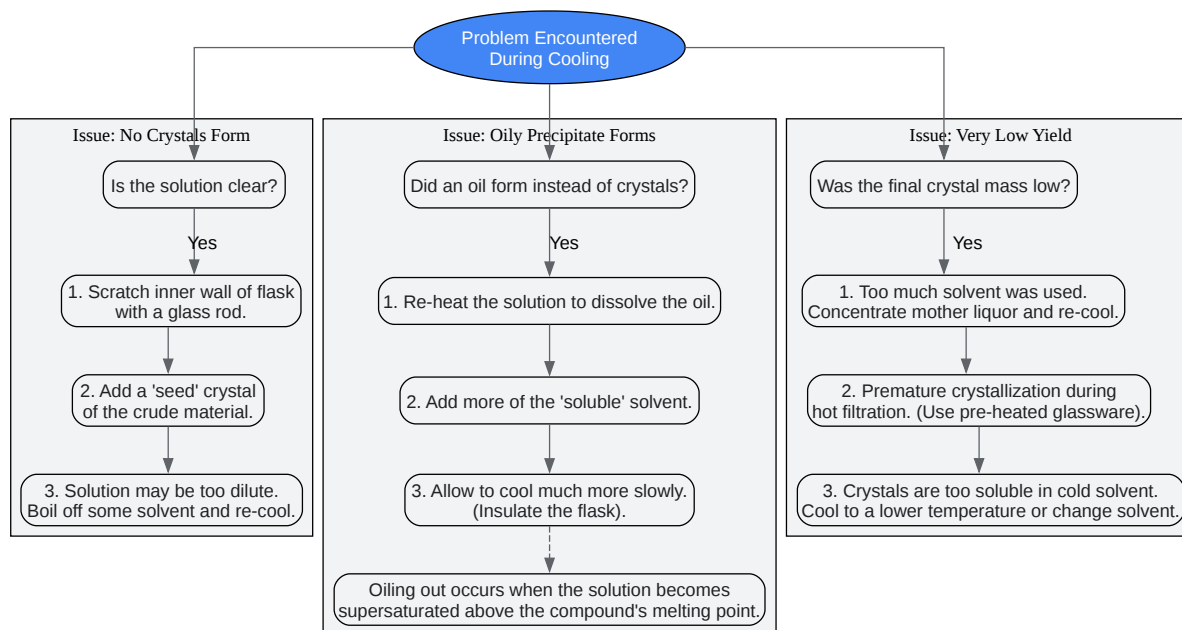 Problem Encountered
During Cooling
Issue: No Crystals Form
Is the solution clear?
Yes
1. Scratch inner wall of flask
with a glass rod.
2. Add a 'seed' crystal
of the crude material.
3. Solution may be too dilute.
Boil off some solvent and re-cool.
Issue: Oily Precipitate Forms
Did an oil form instead of crystals?
Yes
1. Re-heat the solution to dissolve the oil.
2. Add more of the 'soluble' solvent.
3. Allow to cool much more slowly.
(Insulate the flask).
Oiling out occurs when the solution becomes
supersaturated above the compound's melting point.
Issue: Very Low Yield
Was the final crystal mass low?
Yes
1. Too much solvent was used.
Concentrate mother liquor and re-cool.
2. Premature crystallization during
hot filtration. (Use pre-heated glassware).
3. Crystals are too soluble in cold solvent.
Cool to a lower temperature or change solvent.